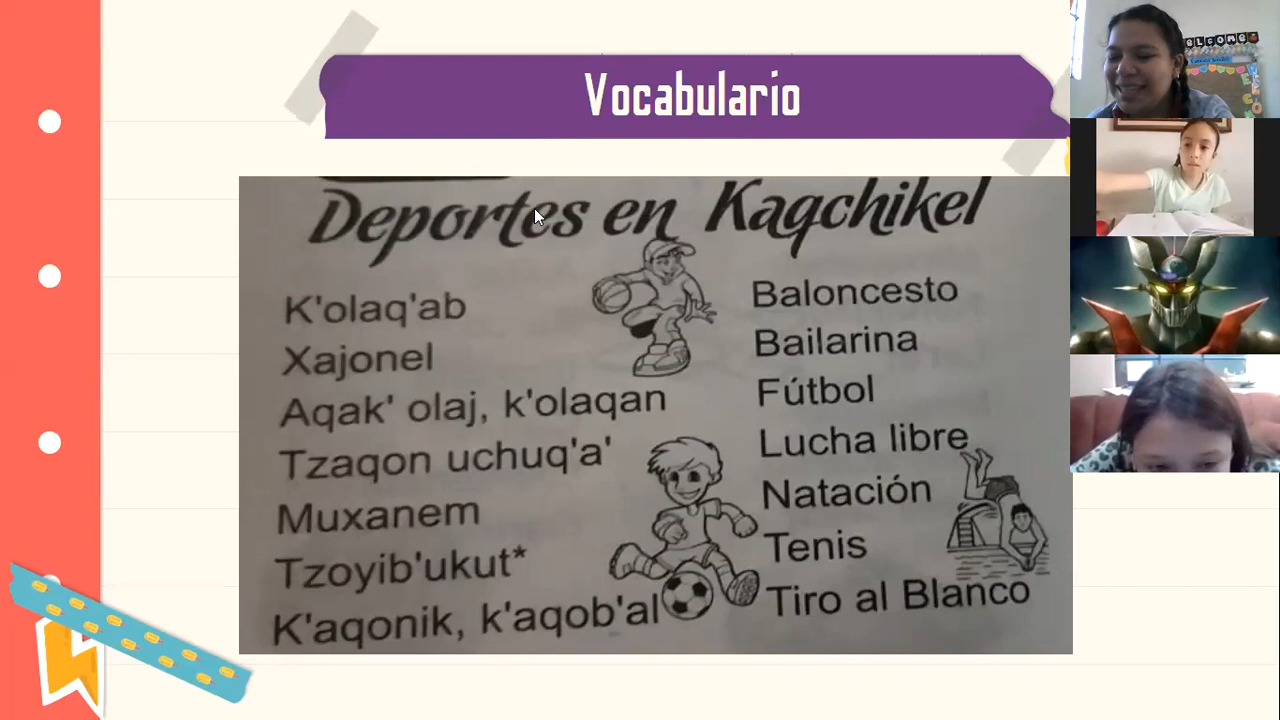 Vocabulario
Deportes en Kaqchikel
K'olaq'ab Baloncesto
Xajonel Bailarina
Aqak' olaj, k'olaqan Fútbol
Tzaqon uchuq'a' Lucha libre
Muxanem Natación
Tzoyib'ukut* Tenis
K'aqonik, k'aqob'al Tiro al Blanco
WELCOME